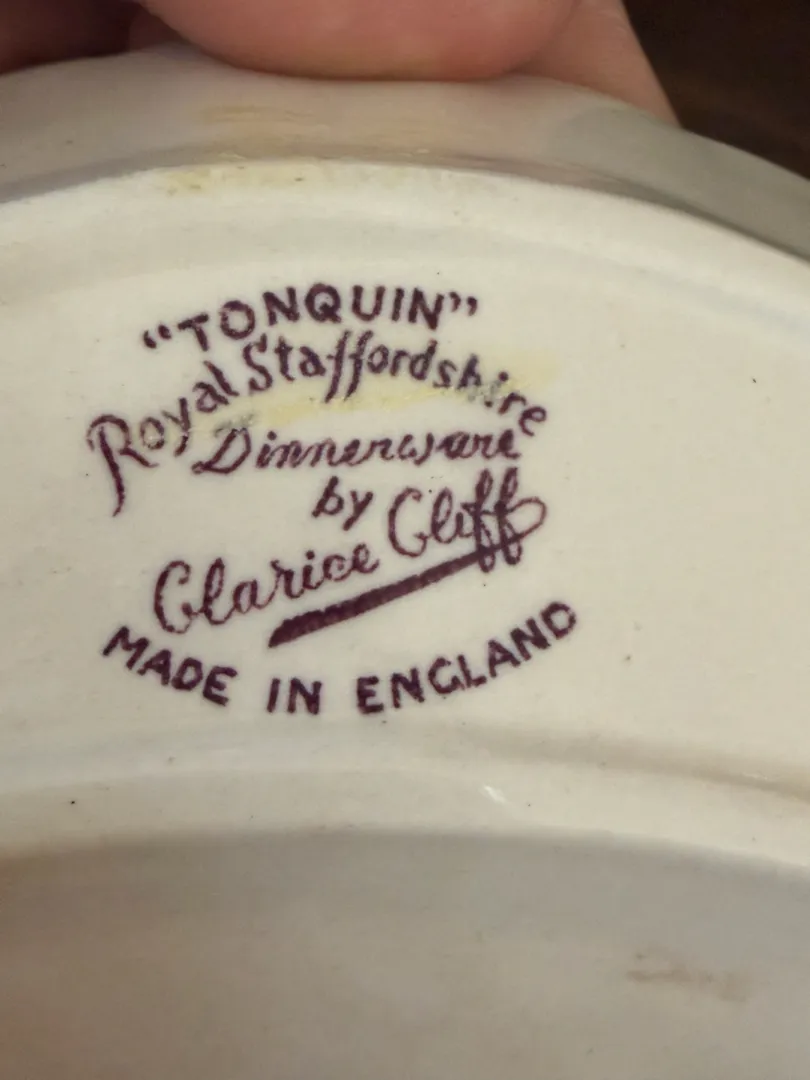 "TONQUIN"
Royal Staffordshire
Dinnerware
by
Clarice Cliff
MADE IN ENGLAND